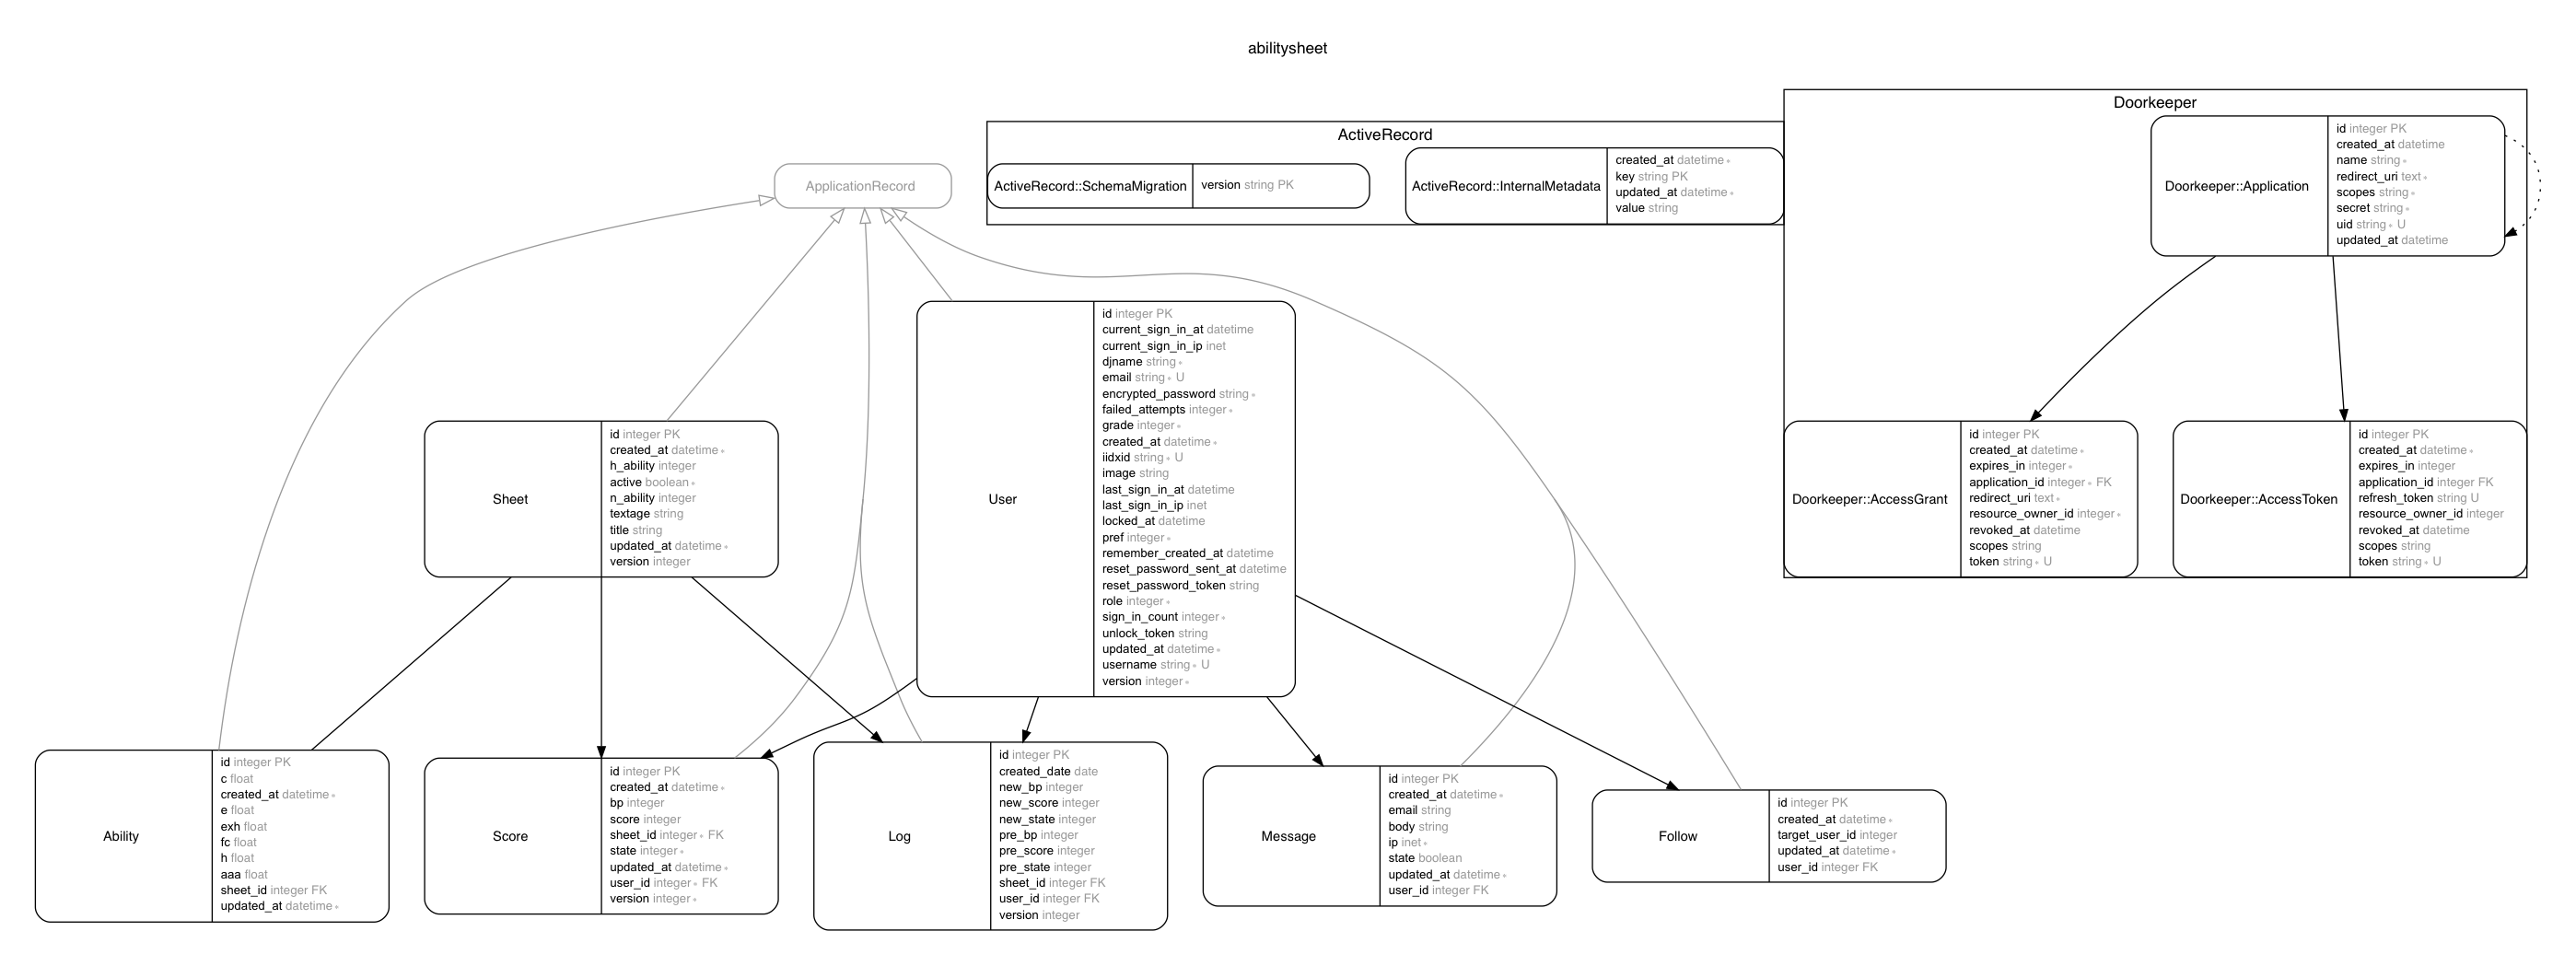 abilitysheet
Doorkeeper
ActiveRecord
ApplicationRecord
ActiveRecord::SchemaMigration
version string PK
ActiveRecord::InternalMetadata
created_at datetime ∗
key string PK
updated_at datetime ∗
value string
Doorkeeper::Application
id integer PK
created_at datetime
name string ∗
redirect_uri text ∗
scopes string ∗
secret string ∗
uid string ∗ U
updated_at datetime
User
id integer PK
current_sign_in_at datetime
current_sign_in_ip inet
djname string ∗
email string ∗ U
encrypted_password string ∗
failed_attempts integer ∗
grade integer ∗
created_at datetime ∗
iidxid string ∗ U
image string
last_sign_in_at datetime
last_sign_in_ip inet
locked_at datetime
pref integer ∗
remember_created_at datetime
reset_password_sent_at datetime
reset_password_token string
role integer ∗
sign_in_count integer ∗
unlock_token string
updated_at datetime ∗
username string ∗ U
version integer ∗
Sheet
id integer PK
created_at datetime ∗
h_ability integer
active boolean ∗
n_ability integer
textage string
title string
updated_at datetime ∗
version integer
Doorkeeper::AccessGrant
id integer PK
created_at datetime ∗
expires_in integer ∗
application_id integer ∗ FK
redirect_uri text ∗
resource_owner_id integer ∗
revoked_at datetime
scopes string
token string ∗ U
Doorkeeper::AccessToken
id integer PK
created_at datetime ∗
expires_in integer
application_id integer FK
refresh_token string U
resource_owner_id integer
revoked_at datetime
scopes string
token string ∗ U
Ability
id integer PK
c float
created_at datetime ∗
e float
exh float
fc float
h float
aaa float
sheet_id integer FK
updated_at datetime ∗
Score
id integer PK
created_at datetime ∗
bp integer
score integer
sheet_id integer ∗ FK
state integer ∗
updated_at datetime ∗
user_id integer ∗ FK
version integer ∗
Log
id integer PK
created_date date
new_bp integer
new_score integer
new_state integer
pre_bp integer
pre_score integer
pre_state integer
sheet_id integer FK
user_id integer FK
version integer
Message
id integer PK
created_at datetime ∗
email string
body string
ip inet ∗
state boolean
updated_at datetime ∗
user_id integer FK
Follow
id integer PK
created_at datetime ∗
target_user_id integer
updated_at datetime ∗
user_id integer FK